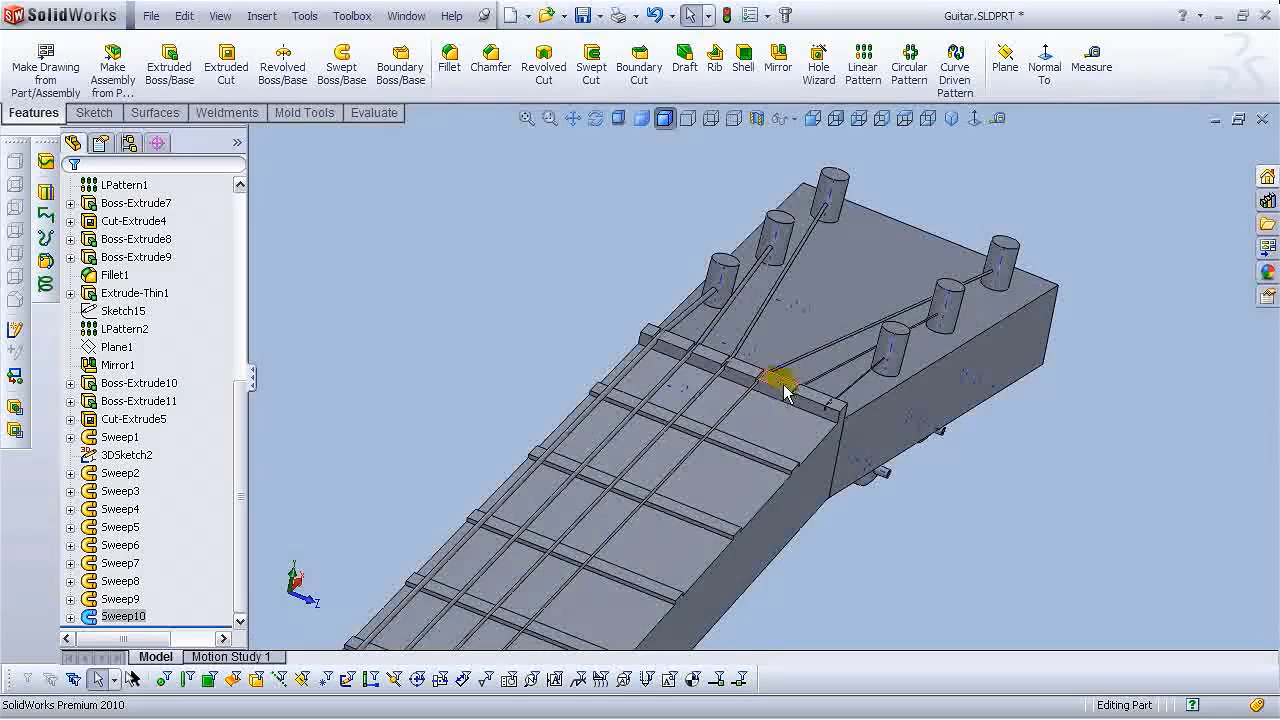 SolidWorks File Edit View Insert Tools Toolbox Window Help Guitar.SLDPRT *
Make Drawing from Part/Assembly Make Assembly from P... Extruded Boss/Base Extruded Cut Revolved Boss/Base Swept Boss/Base Boundary Boss/Base Fillet Chamfer Revolved Cut Swept Cut Boundary Cut Draft Rib Shell Mirror Hole Wizard Linear Pattern Circular Pattern Curve Driven Pattern Plane Normal To Measure
Features Sketch Surfaces Weldments Mold Tools Evaluate
LPattern1
Boss-Extrude7
Cut-Extrude4
Boss-Extrude8
Boss-Extrude9
Fillet1
Extrude-Thin1
Sketch15
LPattern2
Plane1
Mirror1
Boss-Extrude10
Boss-Extrude11
Cut-Extrude5
Sweep1
3DSketch2
Sweep2
Sweep3
Sweep4
Sweep5
Sweep6
Sweep7
Sweep8
Sweep9
Sweep10
Z
Model Motion Study 1
SolidWorks Premium 2010 Editing Part